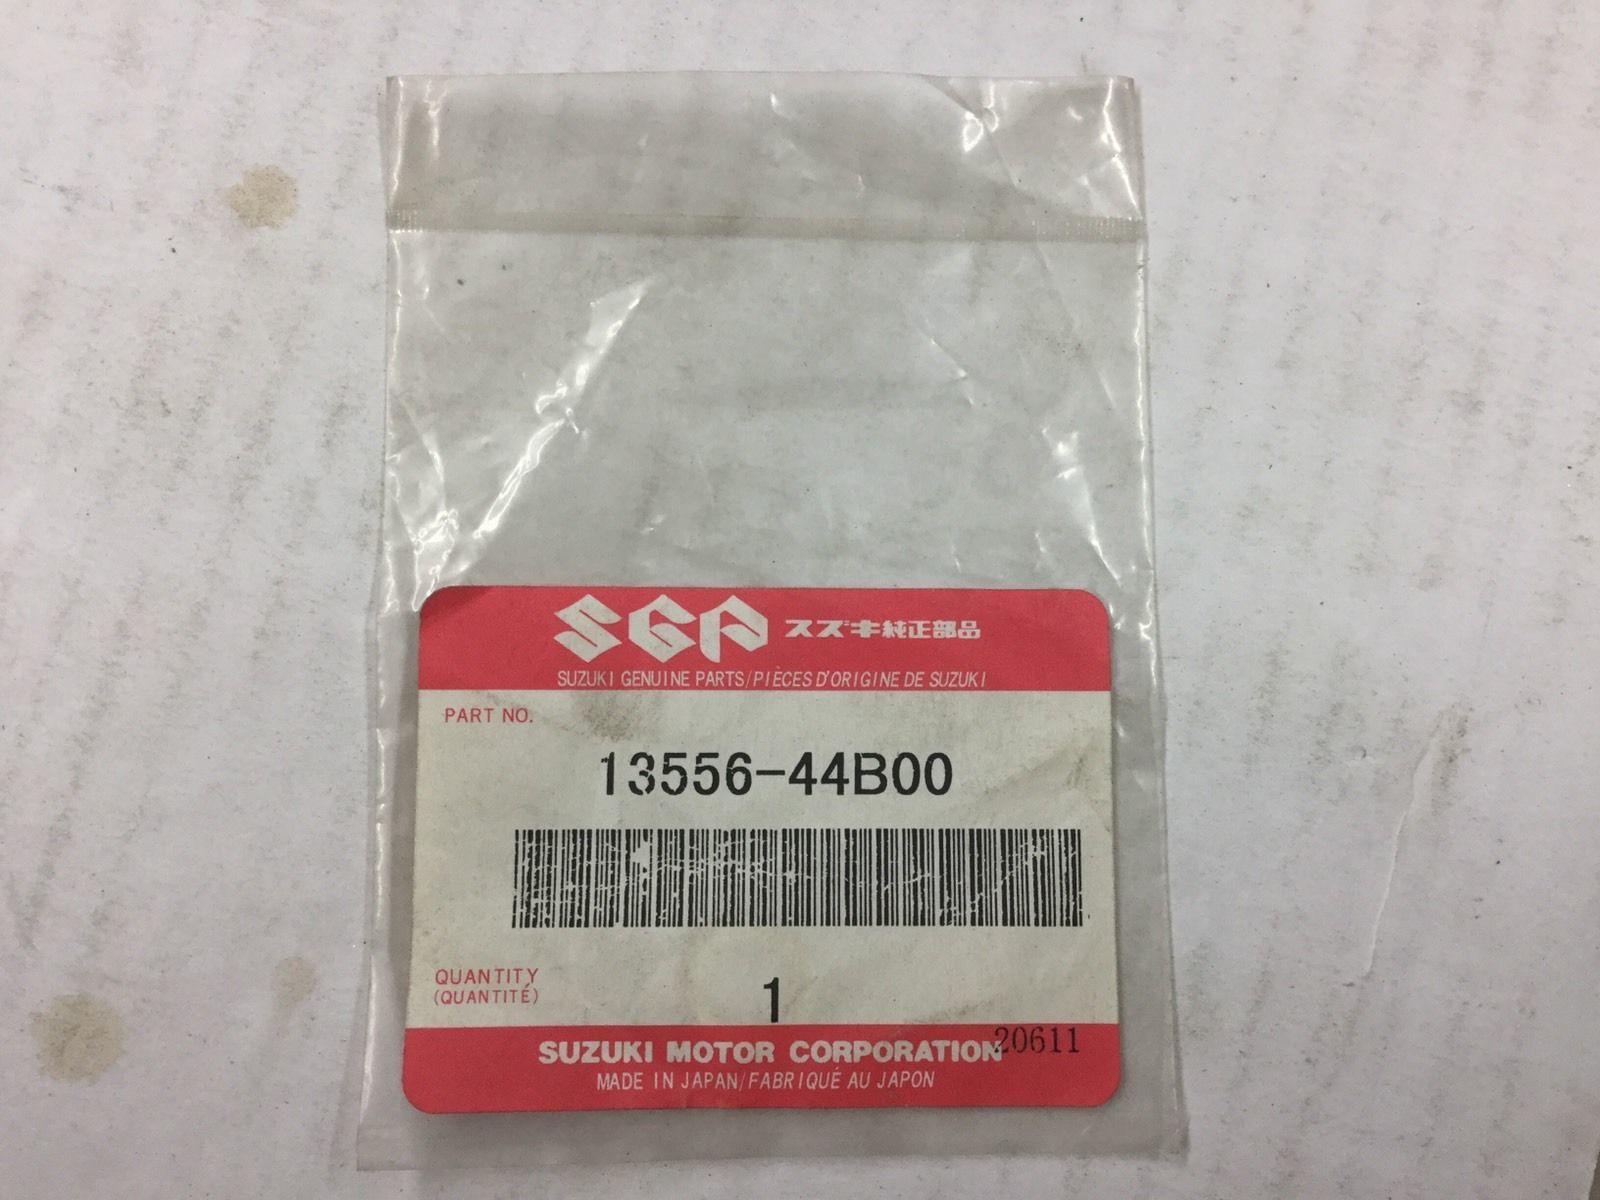 SGP スズキ純正部品
SUZUKI GENUINE PARTS/PIÈCES D'ORIGINE DE SUZUKI
PART NO.
13556-44B00
QUANTITY
(QUANTITÉ)
1
20611
SUZUKI MOTOR CORPORATION
MADE IN JAPAN/FABRIQUÉ AU JAPON